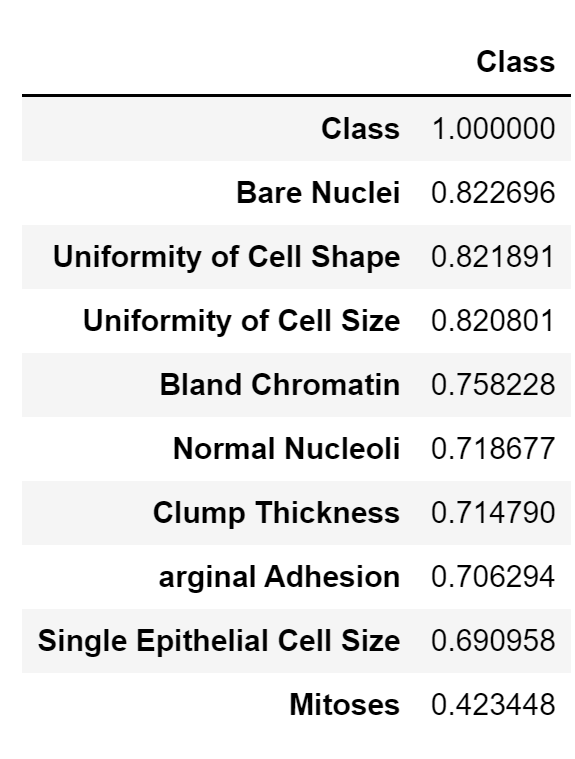 Class
Class 1.000000
Bare Nuclei 0.822696
Uniformity of Cell Shape 0.821891
Uniformity of Cell Size 0.820801
Bland Chromatin 0.758228
Normal Nucleoli 0.718677
Clump Thickness 0.714790
arginal Adhesion 0.706294
Single Epithelial Cell Size 0.690958
Mitoses 0.423448